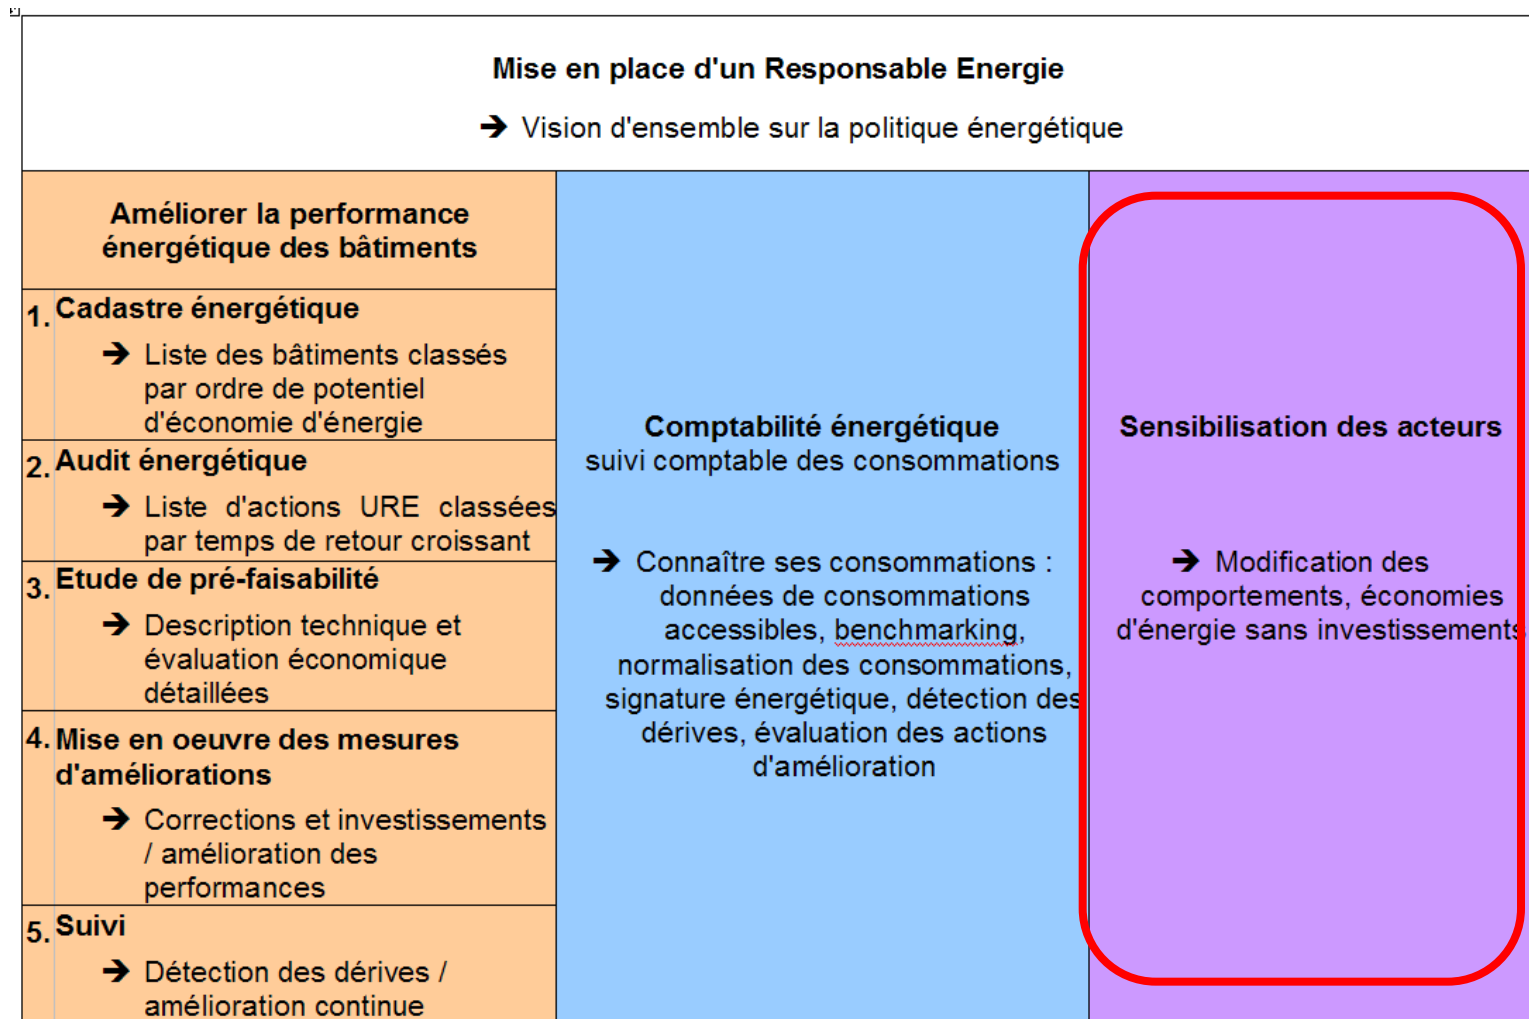 Mise en place d'un Responsable Energie
➔ Vision d'ensemble sur la politique énergétique
Améliorer la performance
énergétique des bâtiments
1. Cadastre énergétique
➔ Liste des bâtiments classés
par ordre de potentiel
d'économie d'énergie
2. Audit énergétique
➔ Liste d'actions URE classées
par temps de retour croissant
3. Etude de pré-faisabilité
➔ Description technique et
évaluation économique
détaillées
4. Mise en oeuvre des mesures
d'améliorations
➔ Corrections et investissements
/ amélioration des
performances
5. Suivi
➔ Détection des dérives /
amélioration continue
Comptabilité énergétique
suivi comptable des consommations
➔ Connaître ses consommations :
données de consommations
accessibles, benchmarking,
normalisation des consommations,
signature énergétique, détection des
dérives, évaluation des actions
d'amélioration
Sensibilisation des acteurs
➔ Modification des
comportements, économies
d'énergie sans investissements